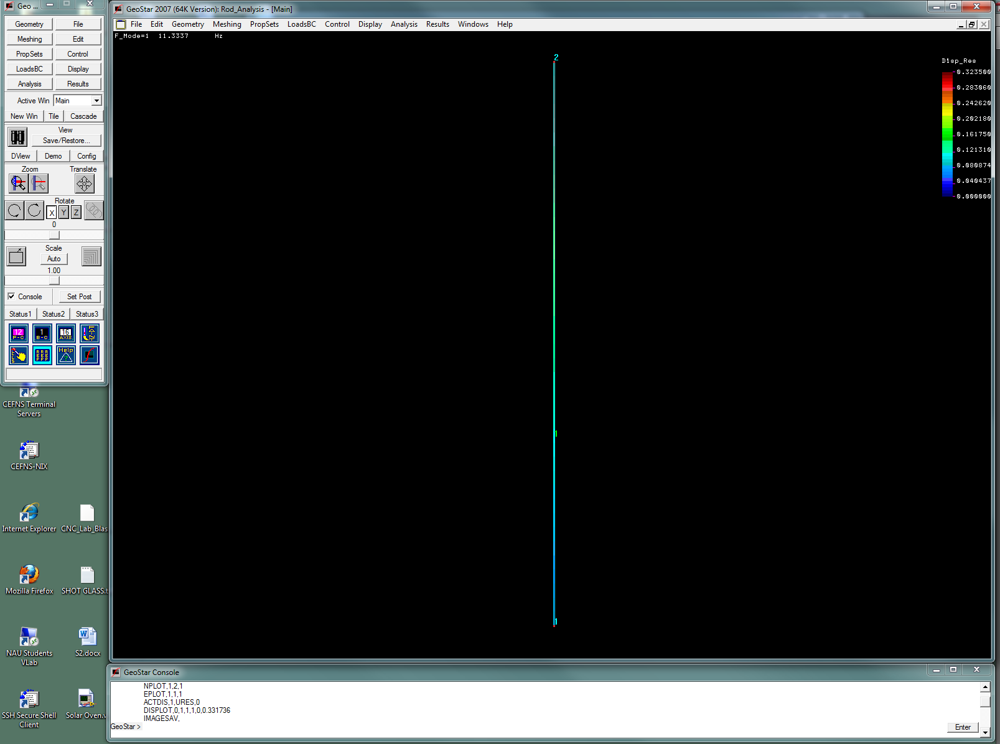 Geo ...
Geometry File
Meshing Edit
PropSets Control
LoadsBC Display
Analysis Results
Active Win Main
New Win Tile Cascade
View
Save/Restore...
DView Demo Config
Zoom Translate
Rotate
X Y Z
0
Scale
Auto
1.00
Console Set Post
Status1 Status2 Status3
12 1 16
F-C B-C AXIS
CLS Help
CEFNS Terminal
Servers
CEFNS-NIX
Internet Explorer CNC_Lab_Blas
Mozilla Firefox SHOT GLASS.t
NAU Students S2.docx
VLab
SSH Secure Shell Solar Oven.v
Client
GeoStar 2007 (64K Version): Rod_Analysis - [Main]
File Edit Geometry Meshing PropSets LoadsBC Control Display Analysis Results Windows Help
F_Mode=1 11.3337 Hz
2
1
1
Disp_Res
0.323500
0.283060
0.242620
0.202180
0.161750
0.121310
0.080874
0.040437
0.000000
GeoStar Console
NPLOT,1,2,1
EPLOT,1,1,1
ACTDIS,1,URES,0
DISPLOT,0,1,1,1,0,0.331736
IMAGESAV,
GeoStar > Enter